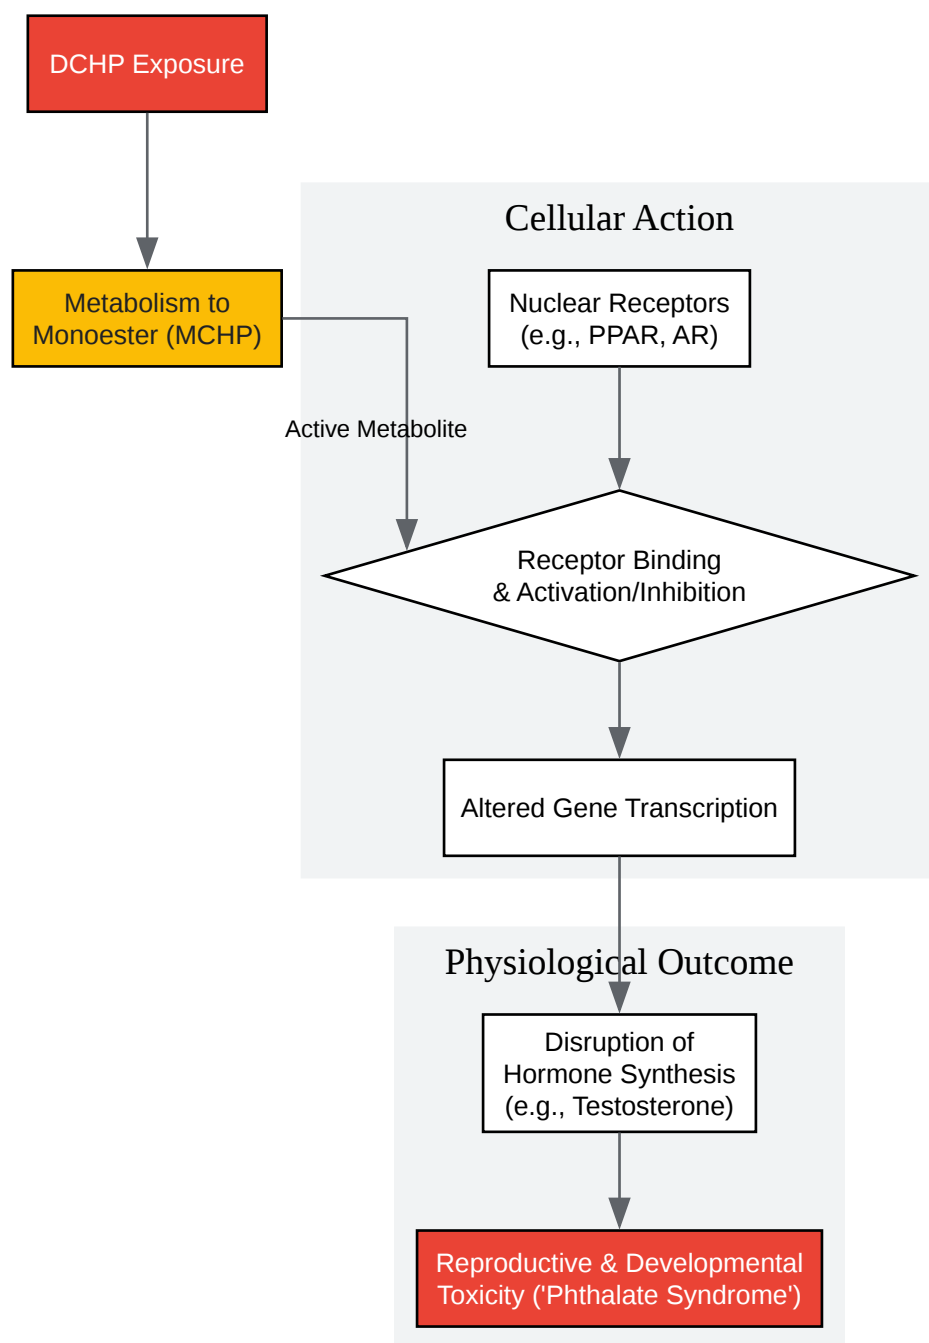 DCHP Exposure
Cellular Action
Metabolism to
Monoester (MCHP)
Nuclear Receptors
(e.g., PPAR, AR)
Active Metabolite
Receptor Binding
& Activation/Inhibition
Altered Gene Transcription
Physiological Outcome
Disruption of
Hormone Synthesis
(e.g., Testosterone)
Reproductive & Developmental
Toxicity ('Phthalate Syndrome')